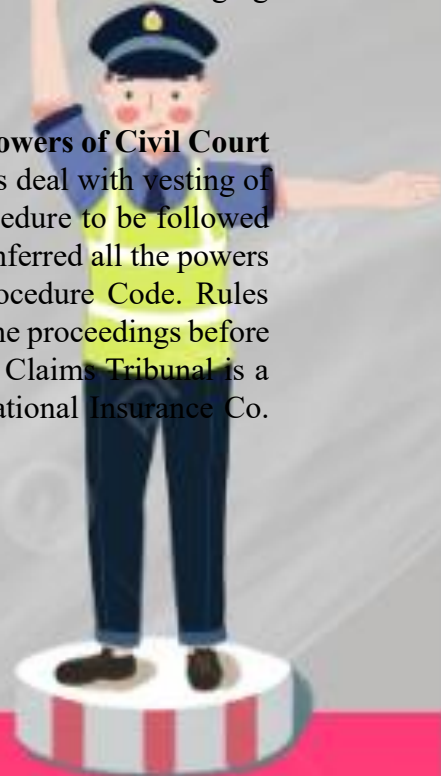 owers of Civil Court
s deal with vesting of
edure to be followed
nferred all the powers
ocedure Code. Rules
ne proceedings before
Claims Tribunal is a
ational Insurance Co.